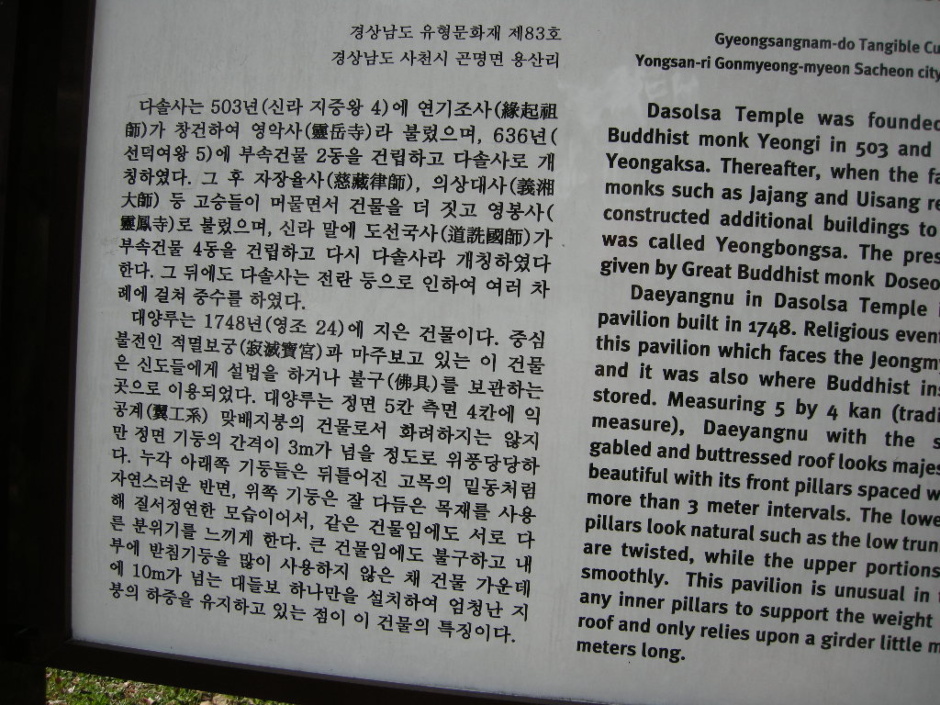 경상남도 유형문화재 제83호
경상남도 사천시 곤명면 용산리
다솔사는 503년(신라 지증왕 4)에 연기조사(緣起祖
師)가 창건하여 영악사(靈岳寺)라 불렀으며, 636년(
선덕여왕 5)에 부속건물 2동을 건립하고 다솔사로 개
칭하였다. 그 후 자장율사(慈藏律師), 의상대사(義湘
大師) 등 고승들이 머물면서 건물을 더 짓고 영봉사(
靈鳳寺)로 불렀으며, 신라 말에 도선국사(道詵國師)가
부속건물 4동을 건립하고 다시 다솔사라 개칭하였다
한다. 그 뒤에도 다솔사는 전란 등으로 인하여 여러 차
례에 걸쳐 중수를 하였다.
대양루는 1748년(영조 24)에 지은 건물이다. 중심
불전인 적멸보궁(寂滅寶宮)과 마주보고 있는 이 건물
은 신도들에게 설법을 하거나 불구(佛具)를 보관하는
곳으로 이용되었다. 대양루는 정면 5칸 측면 4칸에 익
공계(翼工系) 맞배지붕의 건물로서 화려하지는 않지
만 정면 기둥의 간격이 3m가 넘을 정도로 위풍당당하
다. 누각 아래쪽 기둥들은 뒤틀어진 고목의 밑동처럼
자연스러운 반면, 위쪽 기둥은 잘 다듬은 목재를 사용
해 질서정연한 모습이어서, 같은 건물임에도 서로 다
른 분위기를 느끼게 한다. 큰 건물임에도 불구하고 내
부에 받침기둥을 많이 사용하지 않은 채 건물 가운데
에 10m가 넘는 대들보 하나만을 설치하여 엄청난 지
붕의 하중을 유지하고 있는 점이 이 건물의 특징이다.
Gyeongsangnam-do Tangible Cu
Yongsan-ri Gonmyeong-myeon Sacheon city
Dasolsa Temple was founded
Buddhist monk Yeongi in 503 and
Yeongaksa. Thereafter, when the fa
monks such as Jajang and Uisang re
constructed additional buildings to
was called Yeongbongsa. The pres
given by Great Buddhist monk Doseo
Daeyangnu in Dasolsa Temple
pavilion built in 1748. Religious event
this pavilion which faces the Jeongmy
and it was also where Buddhist ins
stored. Measuring 5 by 4 kan (tradi
measure), Daeyangnu with the s
gabled and buttressed roof looks majes
beautiful with its front pillars spaced w
more than 3 meter intervals. The lowe
pillars look natural such as the low trun
are twisted, while the upper portions
smoothly. This pavilion is unusual in
any inner pillars to support the weight
roof and only relies upon a girder little m
meters long.